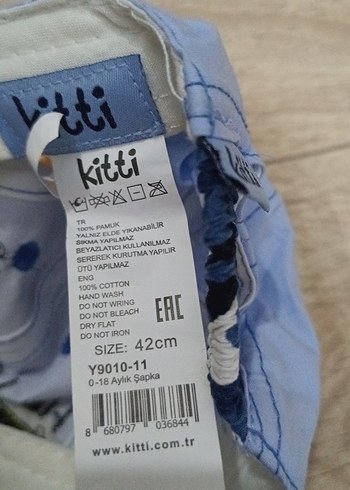 kitti
kitti
kitti
TR
100% PAMUK
YALNIZ ELDE YIKANABİLİR
SIKMA YAPILMAZ
BEYAZLATICI KULLANILMAZ
SEREREK KURUTMA YAPILIR
ÜTÜ YAPILMAZ
ENG
100% COTTON
HAND WASH
DO NOT WRING
DO NOT BLEACH
DRY FLAT
DO NOT IRON
EAC
SIZE: 42cm
Y9010-11
0-18 Aylık Şapka
8 680797 036844
www.kitti.com.tr